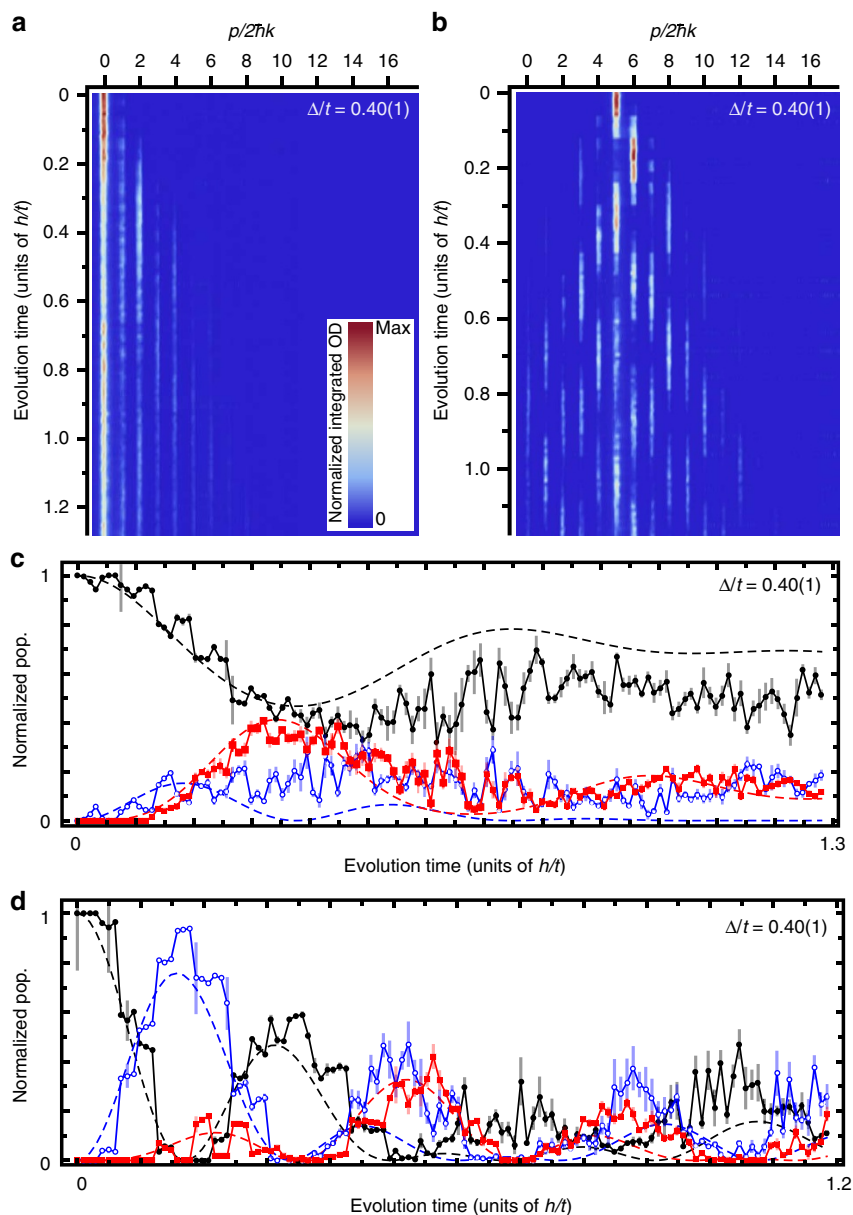 a
p/2ħk
0 2 4 6 8 10 12 14 16
Δ/t = 0.40(1)
0
0.2
0.4
0.6
0.8
1.0
1.2
Evolution time (units of h/t)
Normalized integrated OD
Max
0
b
p/2ħk
0 2 4 6 8 10 12 14 16
Δ/t = 0.40(1)
0
0.2
0.4
0.6
0.8
1.0
Evolution time (units of h/t)
c
Δ/t = 0.40(1)
1
0
Normalized pop.
0
1.3
Evolution time (units of h/t)
d
Δ/t = 0.40(1)
1
0
Normalized pop.
0
1.2
Evolution time (units of h/t)